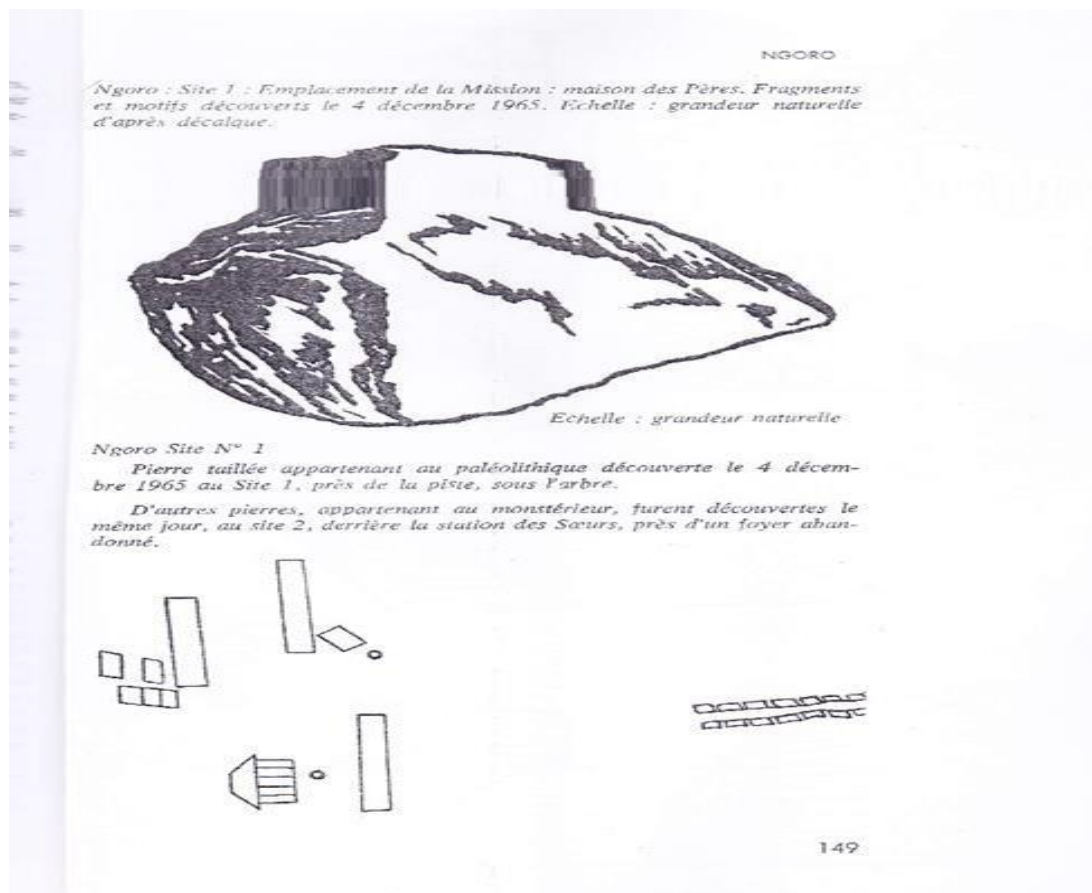 NGORO
Ngoro : Site 1 : Emplacement de la Mission : maison des Pères. Fragments
et motifs découverts le 4 décembre 1965. Echelle : grandeur naturelle
d'après décalque.
Echelle : grandeur naturelle
Ngoro Site N° 1
Pierre taillée appartenant au paléolithique découverte le 4 décem-
bre 1965 au Site 1, près de la piste, sous l'arbre.
D'autres pierres, appartenant au monstérieur, furent découvertes le
même jour, au site 2, derrière la station des Sœurs, près d'un foyer aban-
donné.
149